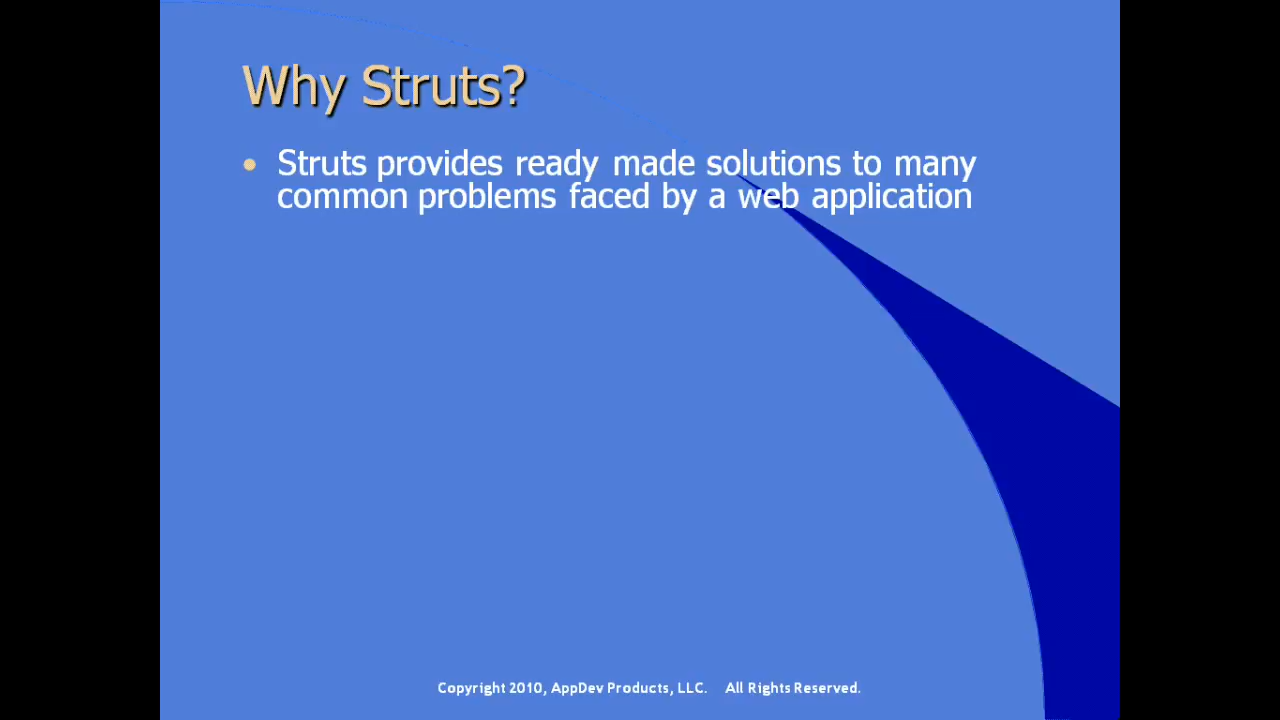 Why Struts?
• Struts provides ready made solutions to many
common problems faced by a web application
Copyright 2010, AppDev Products, LLC. All Rights Reserved.